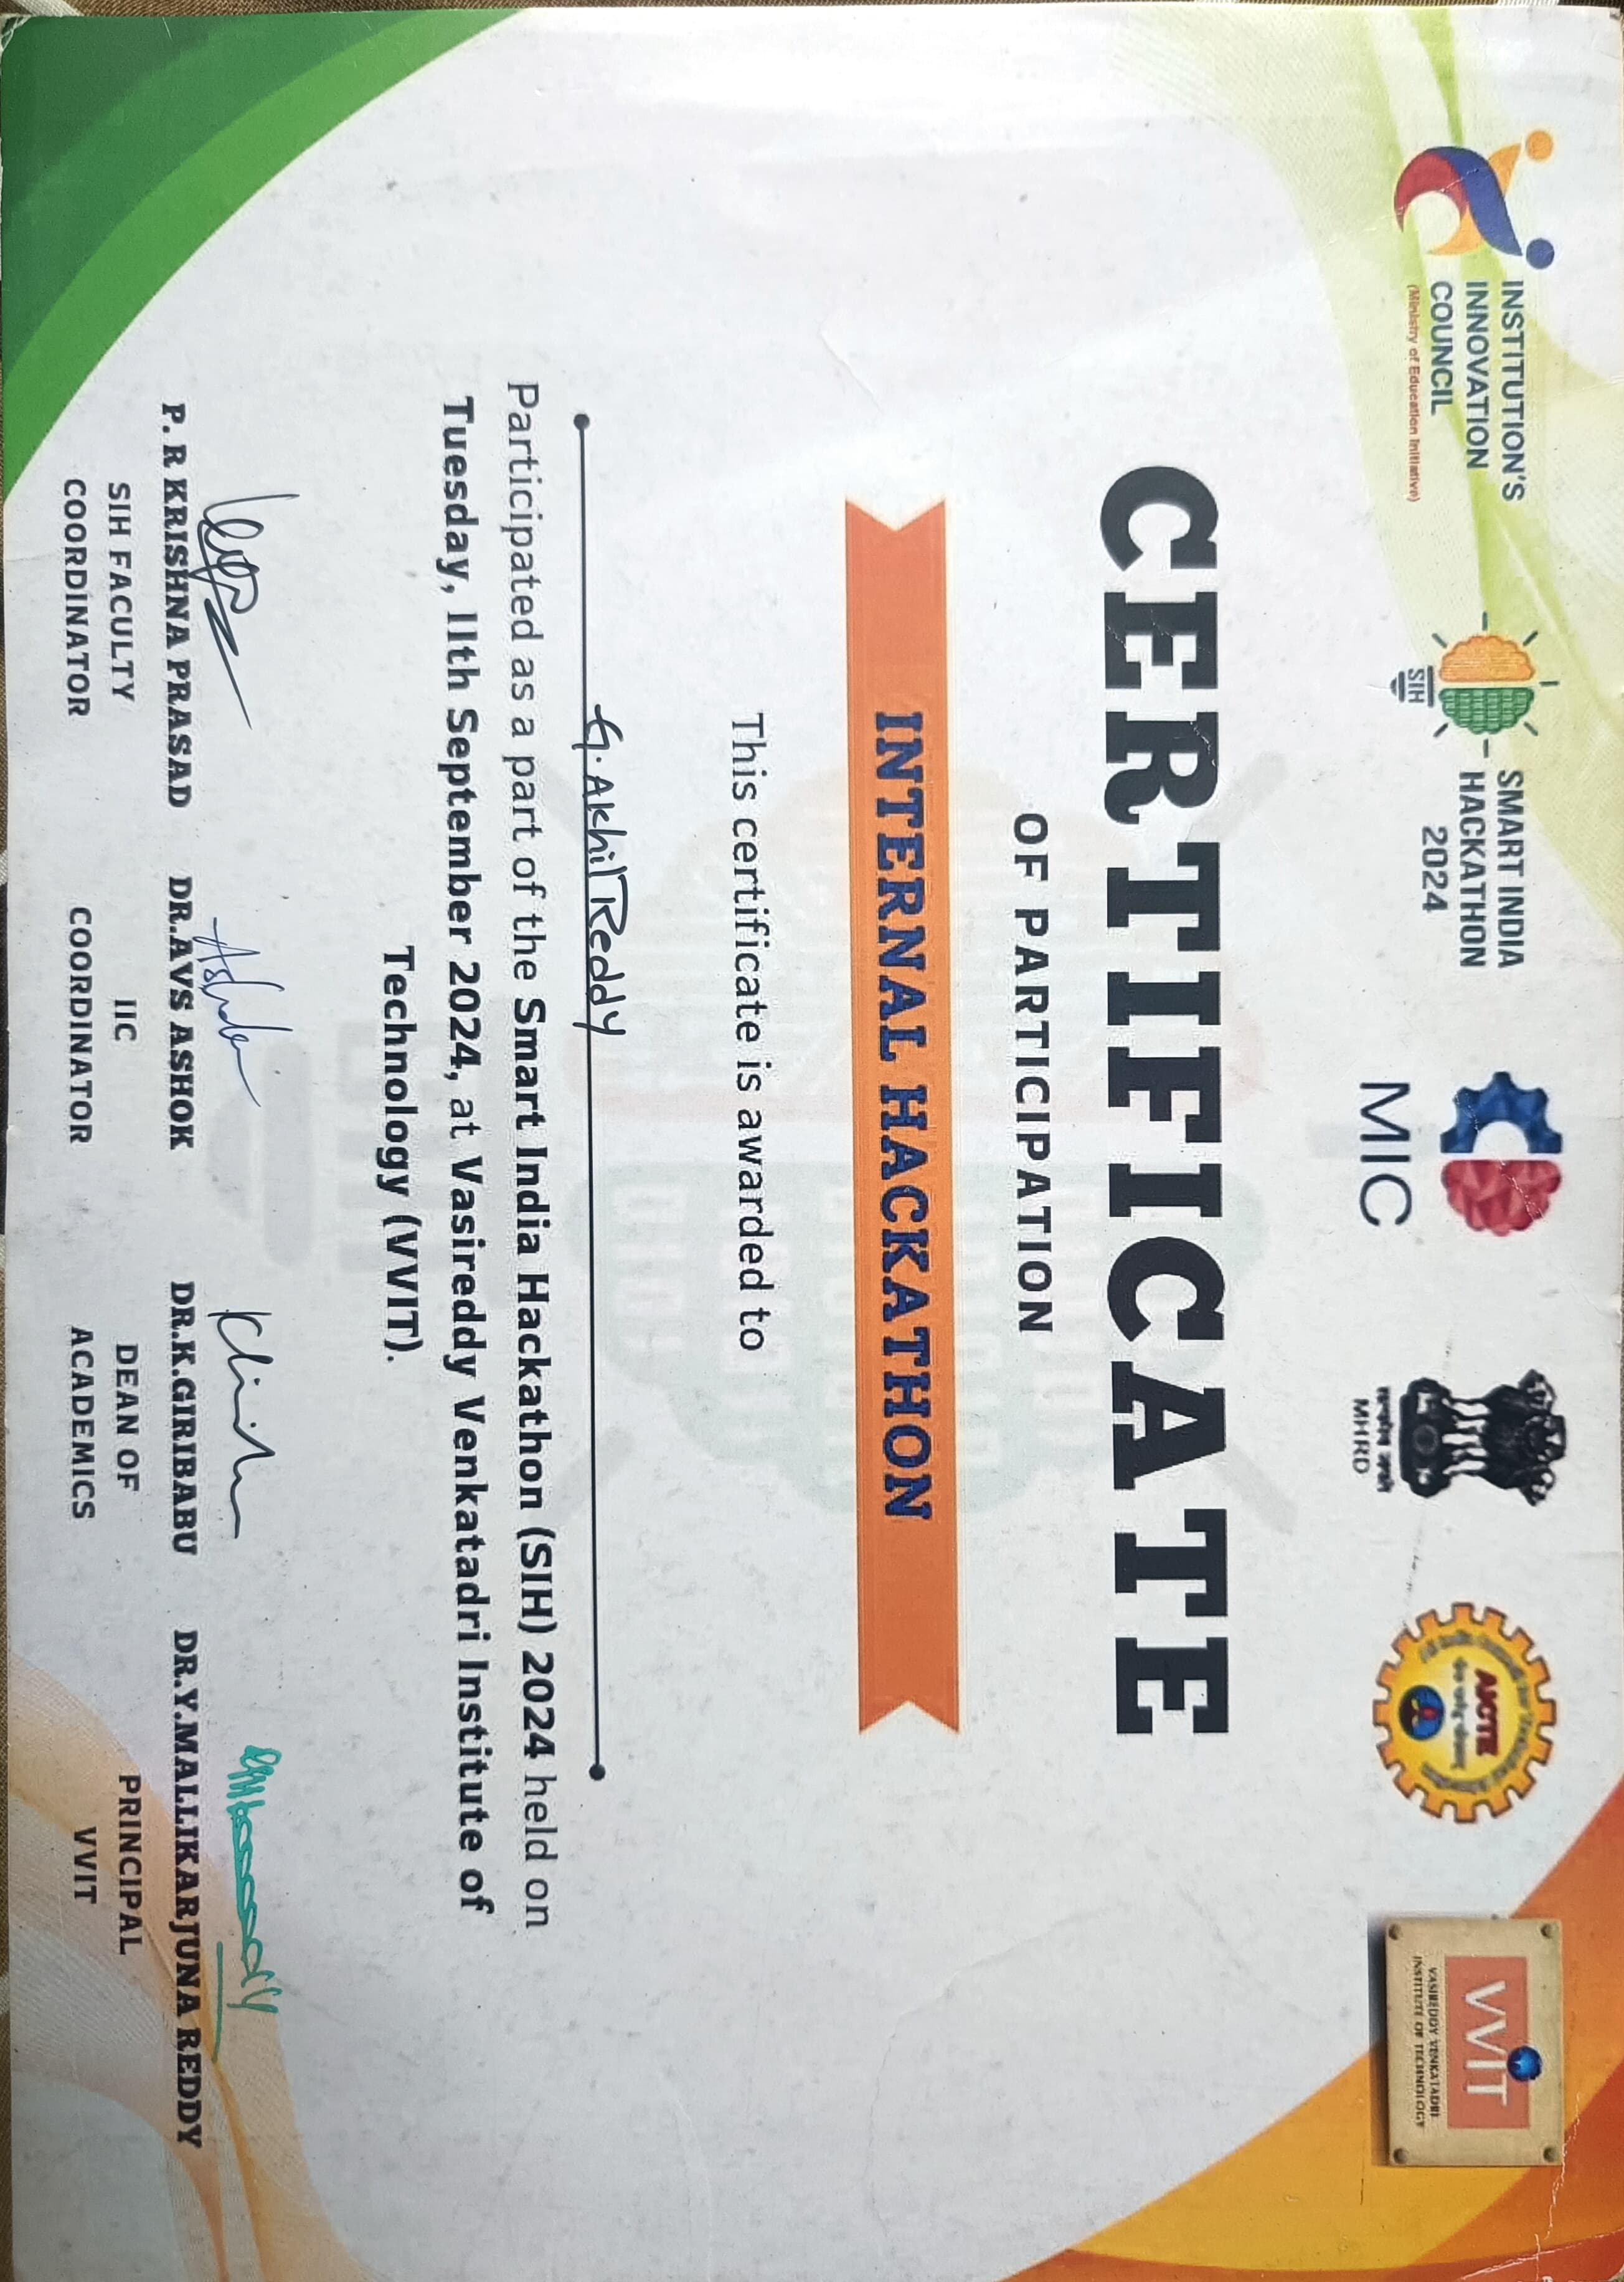 INSTITUTION'S
INNOVATION
COUNCIL
(Ministry of Education Initiative)
SIH
SMART INDIA
HACKATHON
2024
MIC
सत्यमेव जयते
MHRD
AICTE
VVIT
VASIREDDY VENKATADRI
INSTITUTE OF TECHNOLOGY
CERTIFICATE
OF PARTICIPATION
INTERNAL HACKATHON
This certificate is awarded to
G. Akhil Reddy
Participated as a part of the Smart India Hackathon (SIH) 2024 held on
Tuesday, 11th September 2024, at Vasireddy Venkatadri Institute of
Technology (VVIT).
P. R KRISHNA PRASAD
SIH FACULTY
COORDINATOR
DR.AVS ASHOK
IIC
COORDINATOR
DR.K.GIRIBABU
DEAN OF
ACADEMICS
DR.Y.MALLIKARJUNA REDDY
PRINCIPAL
VVIT